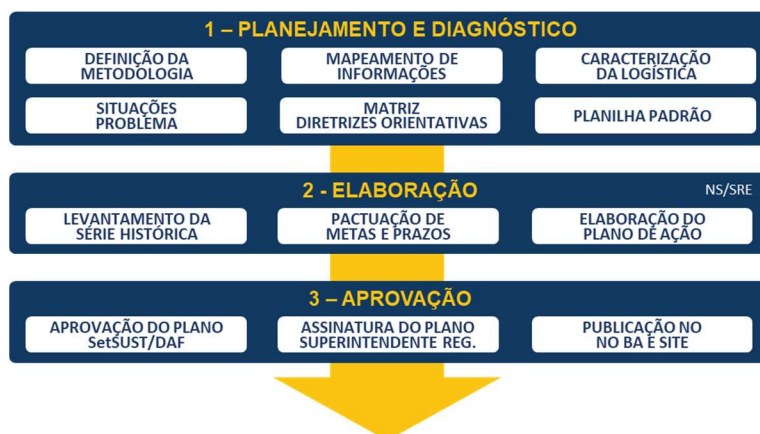 1 – PLANEJAMENTO E DIAGNÓSTICO
DEFINIÇÃO DA
METODOLOGIA
MAPEAMENTO DE
INFORMAÇÕES
CARACTERIZAÇÃO
DA LOGÍSTICA
SITUAÇÕES
PROBLEMA
MATRIZ
DIRETRIZES ORIENTATIVAS
PLANILHA PADRÃO
2 - ELABORAÇÃO
NS/SRE
LEVANTAMENTO DA
SÉRIE HISTÓRICA
PACTUAÇÃO DE
METAS E PRAZOS
ELABORAÇÃO DO
PLANO DE AÇÃO
3 – APROVAÇÃO
APROVAÇÃO DO PLANO
SetSUST/DAF
ASSINATURA DO PLANO
SUPERINTENDENTE REG.
PUBLICAÇÃO NO
NO BA E SITE